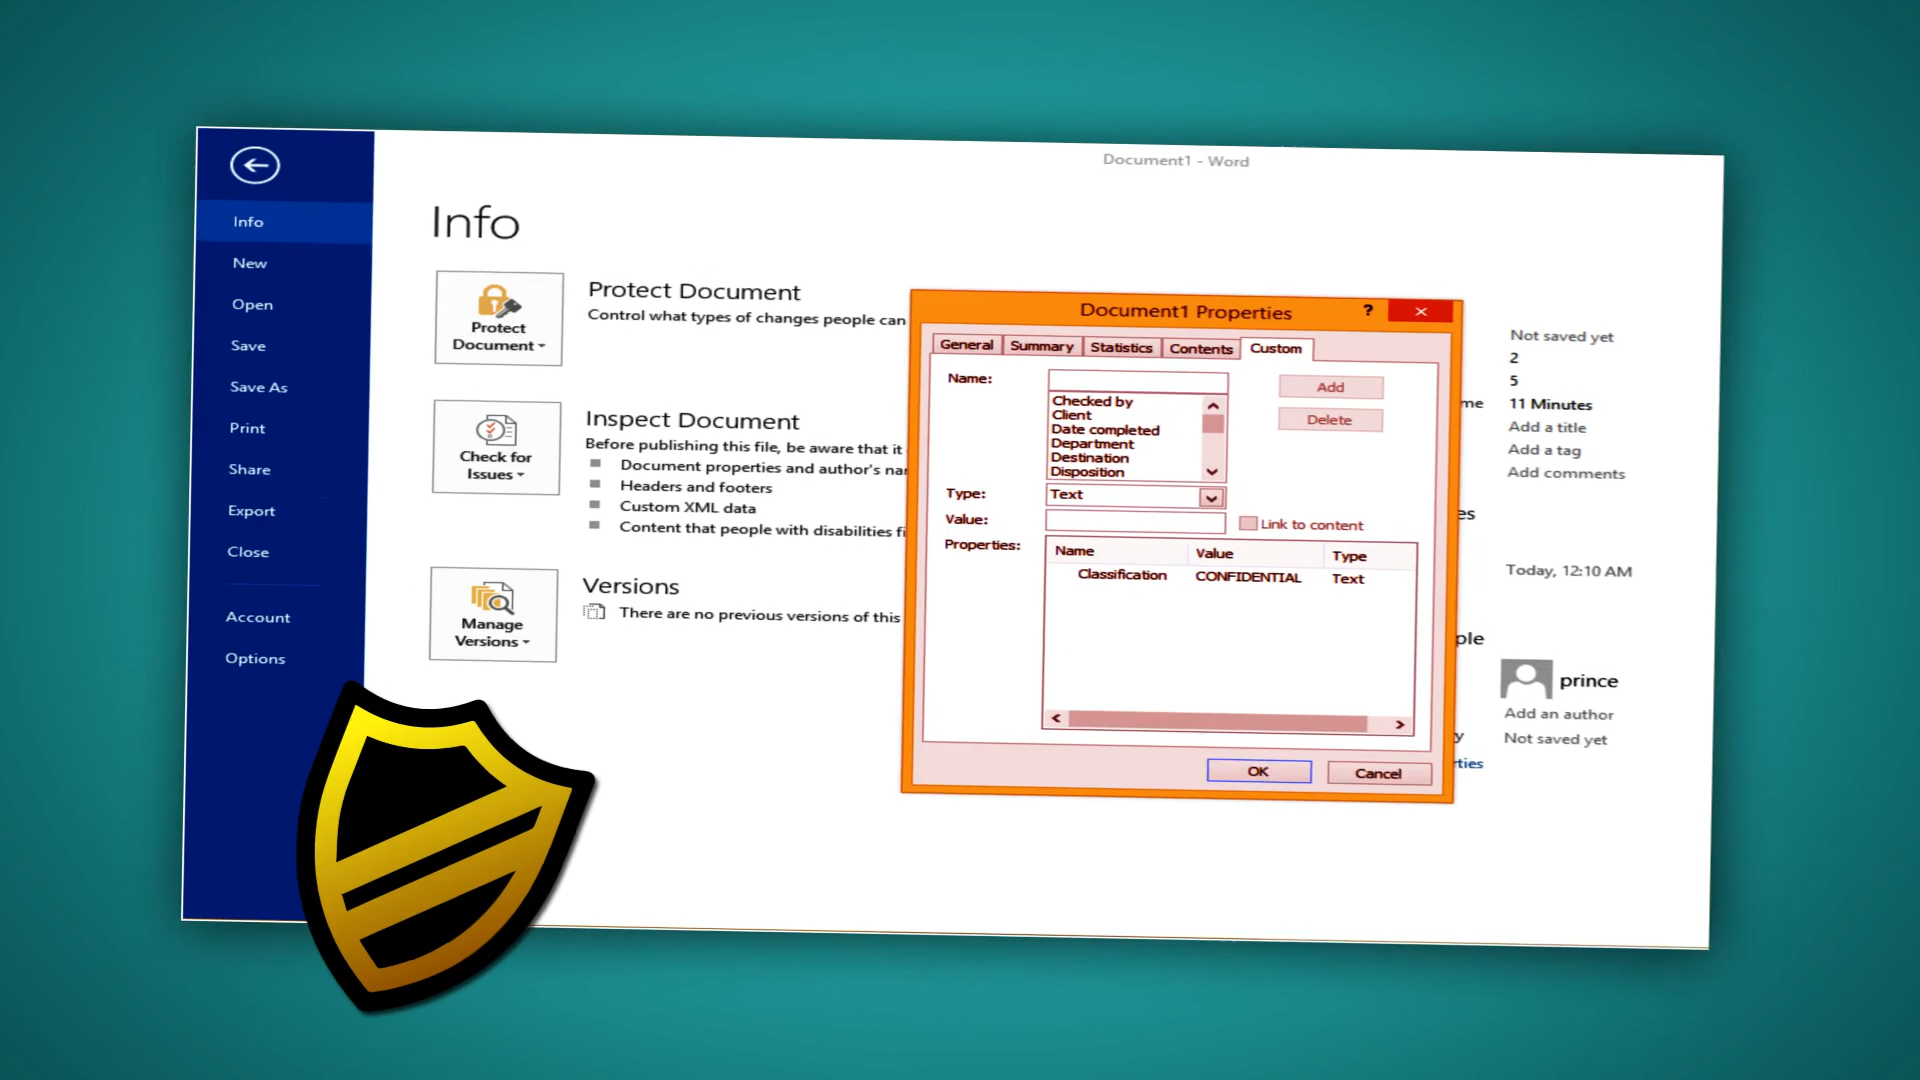 Document1 - Word
Info
New
Open
Save
Save As
Print
Share
Export
Close
Account
Options
Info
Protect Document
Protect Document
Control what types of changes people can
Check for Issues
Inspect Document
Before publishing this file, be aware that it
Document properties and author's nar
Headers and footers
Custom XML data
Content that people with disabilities fi
Manage Versions
Versions
There are no previous versions of this
Document1 Properties
?
General
Summary
Statistics
Contents
Custom
Name:
Add
Checked by
Client
Date completed
Department
Destination
Disposition
Delete
Type:
Text
Value:
Link to content
Properties:
Name Value Type
Classification CONFIDENTIAL Text
OK
Cancel
Not saved yet
2
5
me 11 Minutes
Add a title
Add a tag
Add comments
es
Today, 12:10 AM
ple
prince
Add an author
y Not saved yet
ties